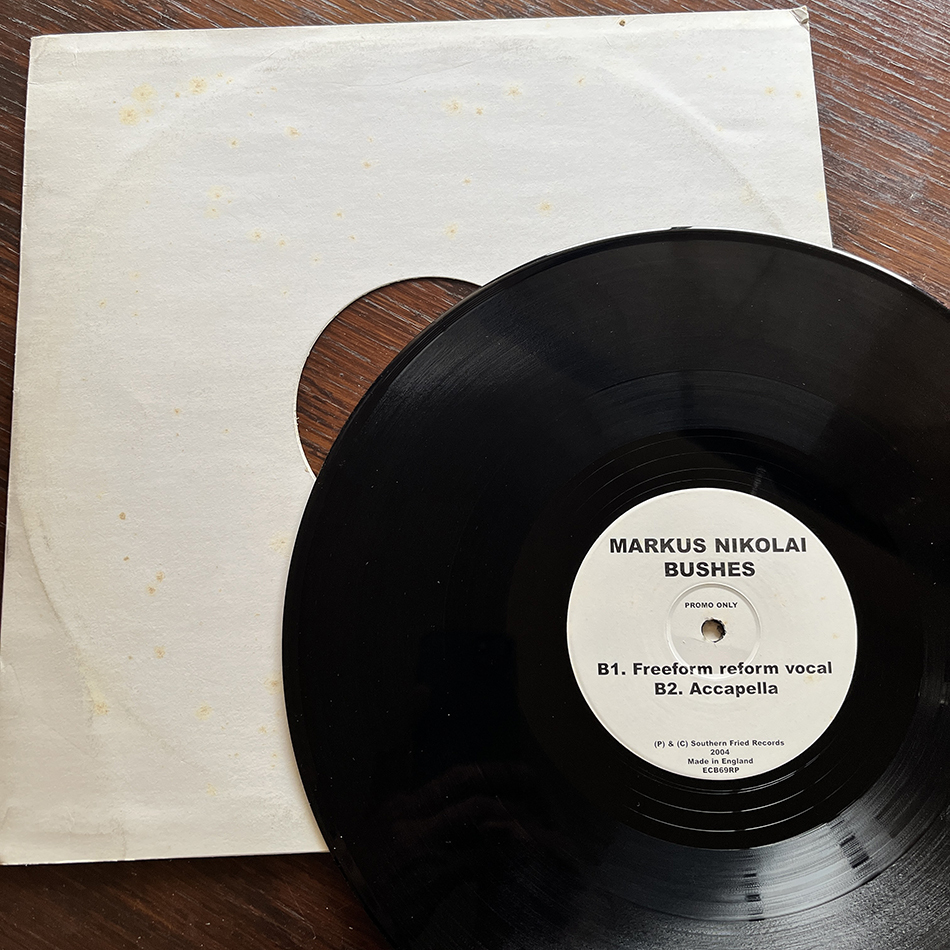 MARKUS NIKOLAI
BUSHES
PROMO ONLY
B1. Freeform reform vocal
B2. Accapella
(P) & (C) Southern Fried Records
2004
Made in England
ECB69RP